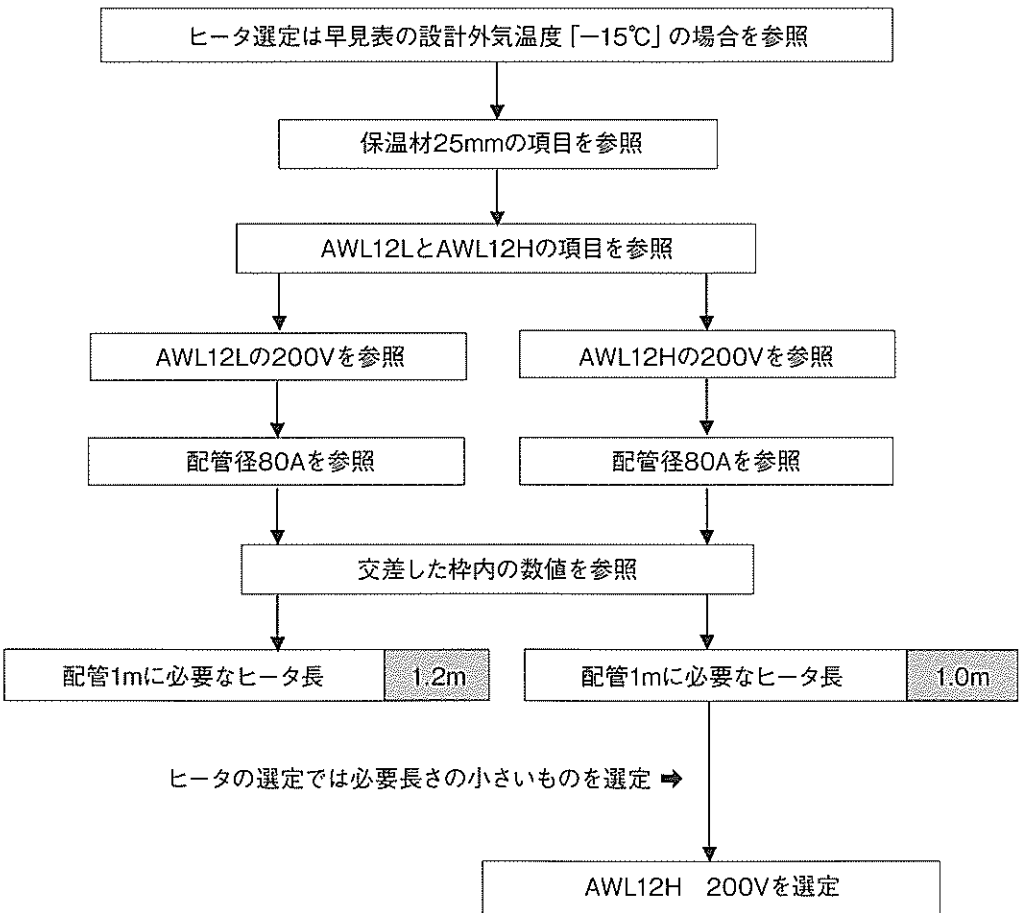 ヒータ選定は早見表の設計外気温度［－15℃］の場合を参照
保温材25mmの項目を参照
AWL12LとAWL12Hの項目を参照
AWL12Lの200Vを参照
AWL12Hの200Vを参照
配管径80Aを参照
配管径80Aを参照
交差した枠内の数値を参照
配管1mに必要なヒータ長 1.2m
配管1mに必要なヒータ長 1.0m
ヒータの選定では必要長さの小さいものを選定 ➡
AWL12H 200Vを選定